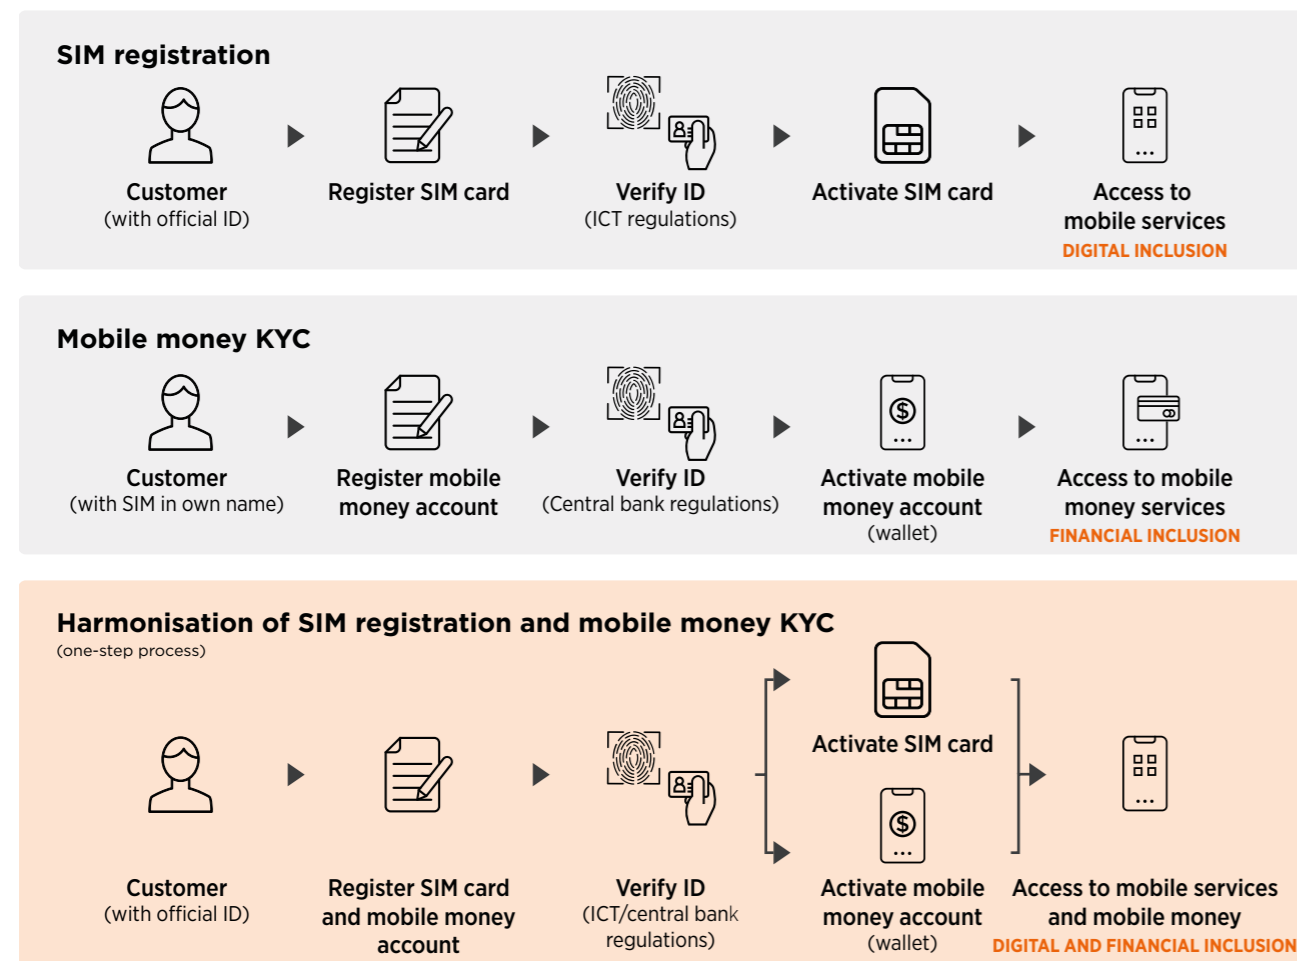 SIM registration
Customer
(with official ID)
Register SIM card
Verify ID
(ICT regulations)
Activate SIM card
Access to
mobile services
DIGITAL INCLUSION
Mobile money KYC
Customer
(with SIM in own name)
Register mobile
money account
Verify ID
(Central bank regulations)
$
Activate mobile
money account
(wallet)
Access to mobile
money services
FINANCIAL INCLUSION
Harmonisation of SIM registration and mobile money KYC
(one-step process)
Customer
(with official ID)
Register SIM card
and mobile money
account
Verify ID
(ICT/central bank
regulations)
Activate SIM card
$
Activate mobile
money account
(wallet)
Access to mobile services
and mobile money
DIGITAL AND FINANCIAL INCLUSION